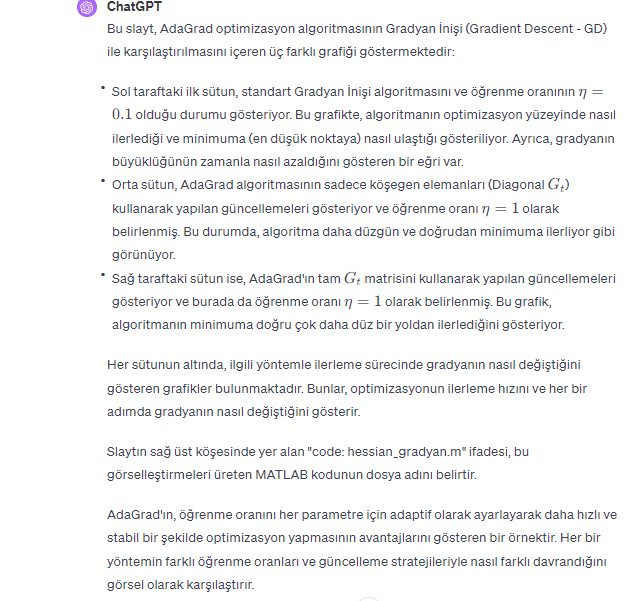 ChatGPT
Bu slayt, AdaGrad optimizasyon algoritmasının Gradyan İnişi (Gradient Descent - GD)
ile karşılaştırılmasını içeren üç farklı grafiği göstermektedir:
• Sol taraftaki ilk sütun, standart Gradyan İnişi algoritmasını ve öğrenme oranının η =
0.1 olduğu durumu gösteriyor. Bu grafikte, algoritmanın optimizasyon yüzeyinde nasıl
ilerlediği ve minimuma (en düşük noktaya) nasıl ulaştığı gösteriliyor. Ayrıca, gradyanın
büyüklüğünün zamanla nasıl azaldığını gösteren bir eğri var.
• Orta sütun, AdaGrad algoritmasının sadece köşegen elemanları (Diagonal Gₜ)
kullanarak yapılan güncellemeleri gösteriyor ve öğrenme oranı η = 1 olarak
belirlenmiş. Bu durumda, algoritma daha düzgün ve doğrudan minimuma ilerliyor gibi
görünüyor.
• Sağ taraftaki sütun ise, AdaGrad'ın tam Gₜ matrisini kullanarak yapılan güncellemeleri
gösteriyor ve burada da öğrenme oranı η = 1 olarak belirlenmiş. Bu grafik,
algoritmanın minimuma doğru çok daha düz bir yoldan ilerlediğini gösteriyor.
Her sütunun altında, ilgili yöntemle ilerleme sürecinde gradyanın nasıl değiştiğini
gösteren grafikler bulunmaktadır. Bunlar, optimizasyonun ilerleme hızını ve her bir
adımda gradyanın nasıl değiştiğini gösterir.
Slaytın sağ üst köşesinde yer alan "code: hessian_gradyan.m" ifadesi, bu
görselleştirmeleri üreten MATLAB kodunun dosya adını belirtir.
AdaGrad'ın, öğrenme oranını her parametre için adaptif olarak ayarlayarak daha hızlı ve
stabil bir şekilde optimizasyon yapmasının avantajlarını gösteren bir örnektir. Her bir
yöntemin farklı öğrenme oranları ve güncelleme stratejileriyle nasıl farklı davrandığını
görsel olarak karşılaştırır.